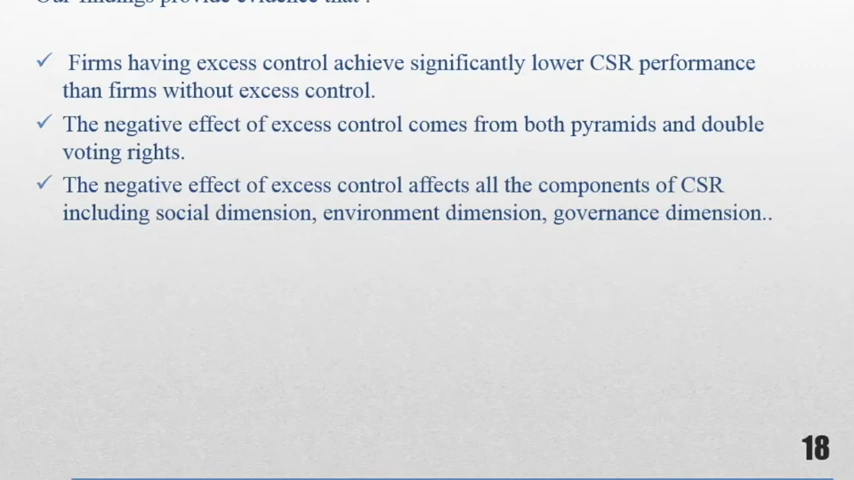 Our findings provide evidence that :
Firms having excess control achieve significantly lower CSR performance
than firms without excess control.
The negative effect of excess control comes from both pyramids and double
voting rights.
The negative effect of excess control affects all the components of CSR
including social dimension, environment dimension, governance dimension..
18